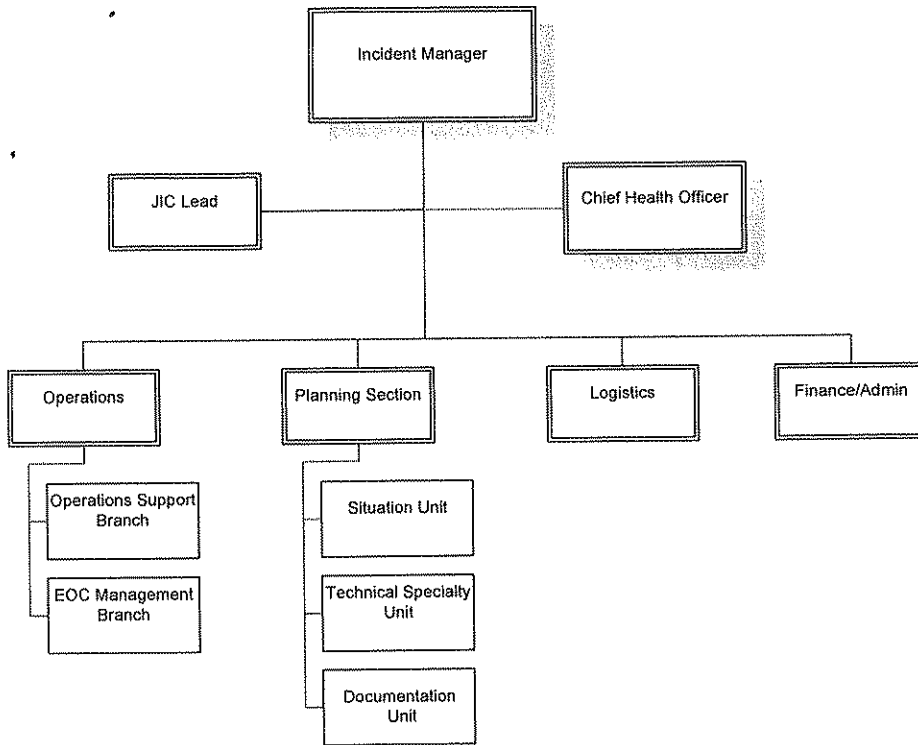 Incident Manager
JIC Lead
Chief Health Officer
Operations
Planning Section
Logistics
Finance/Admin
Operations Support
Branch
EOC Management
Branch
Situation Unit
Technical Specialty
Unit
Documentation
Unit